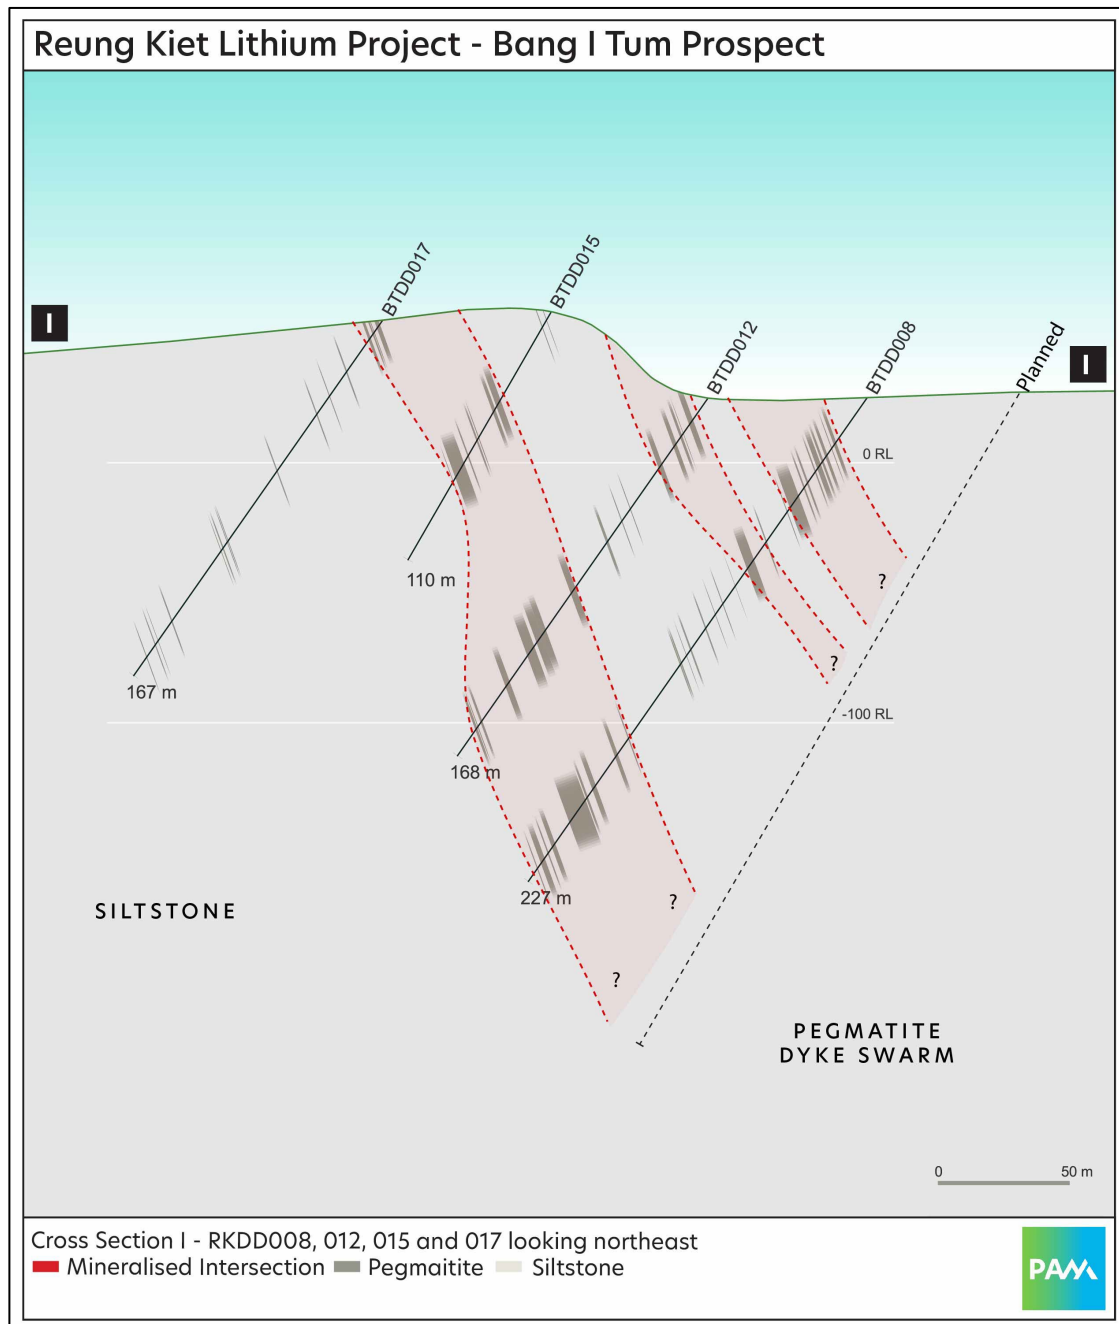 Reung Kiet Lithium Project - Bang I Tum Prospect
BTDD017
BTDD015
I
BTDD012
BTDD008
Planned
I
0 RL
110 m
?
?
167 m
-100 RL
168 m
227 m
?
SILTSTONE
?
PEGMATITE
DYKE SWARM
0 50 m
Cross Section I - RKDD008, 012, 015 and 017 looking northeast
Mineralised Intersection Pegmaitite Siltstone
PAM